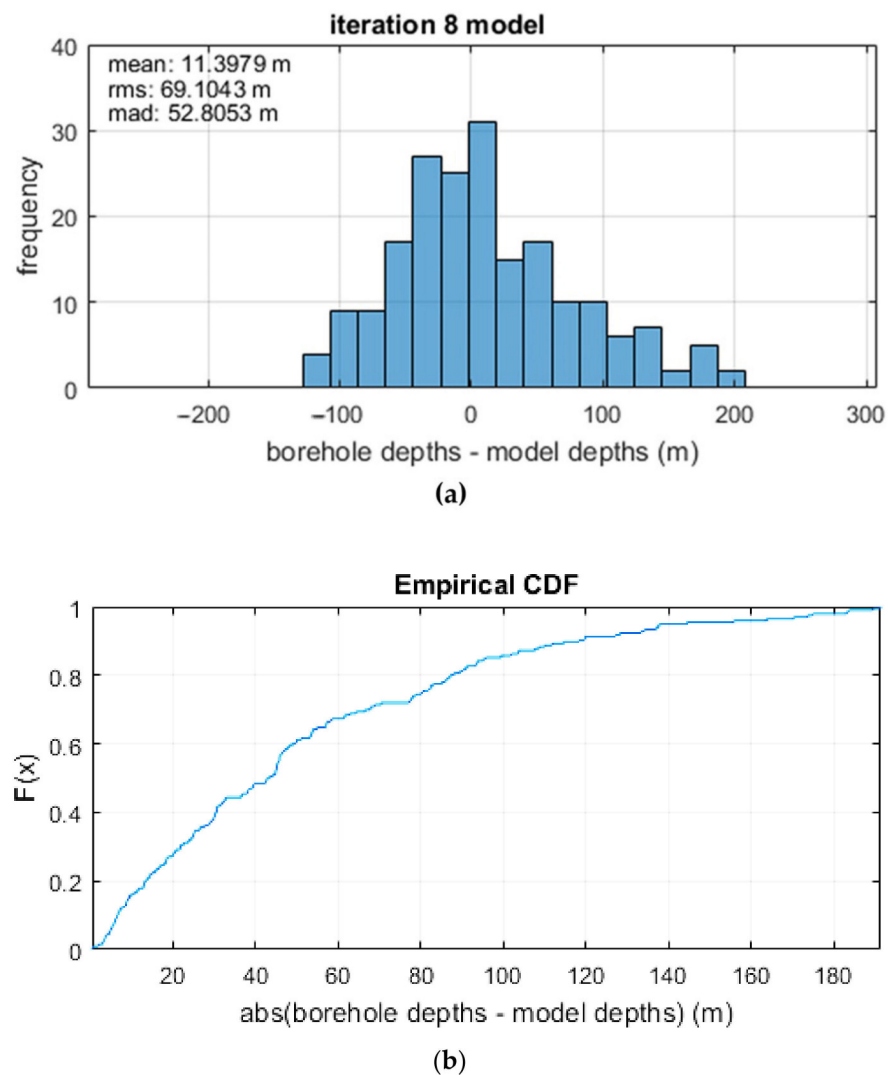 iteration 8 model
mean: 11.3979 m
rms: 69.1043 m
mad: 52.8053 m
40
30
20
10
0
frequency
−200 −100 0 100 200 300
borehole depths - model depths (m)
(a)
Empirical CDF
1
0.8
0.6
0.4
0.2
0
F(x)
20 40 60 80 100 120 140 160 180
abs(borehole depths - model depths) (m)
(b)